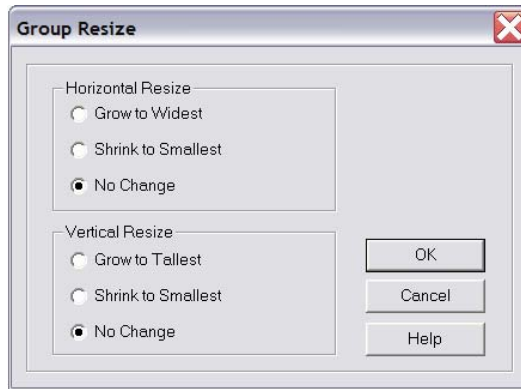 Group Resize
Horizontal Resize
Grow to Widest
Shrink to Smallest
No Change
Vertical Resize
Grow to Tallest
Shrink to Smallest
No Change
OK
Cancel
Help